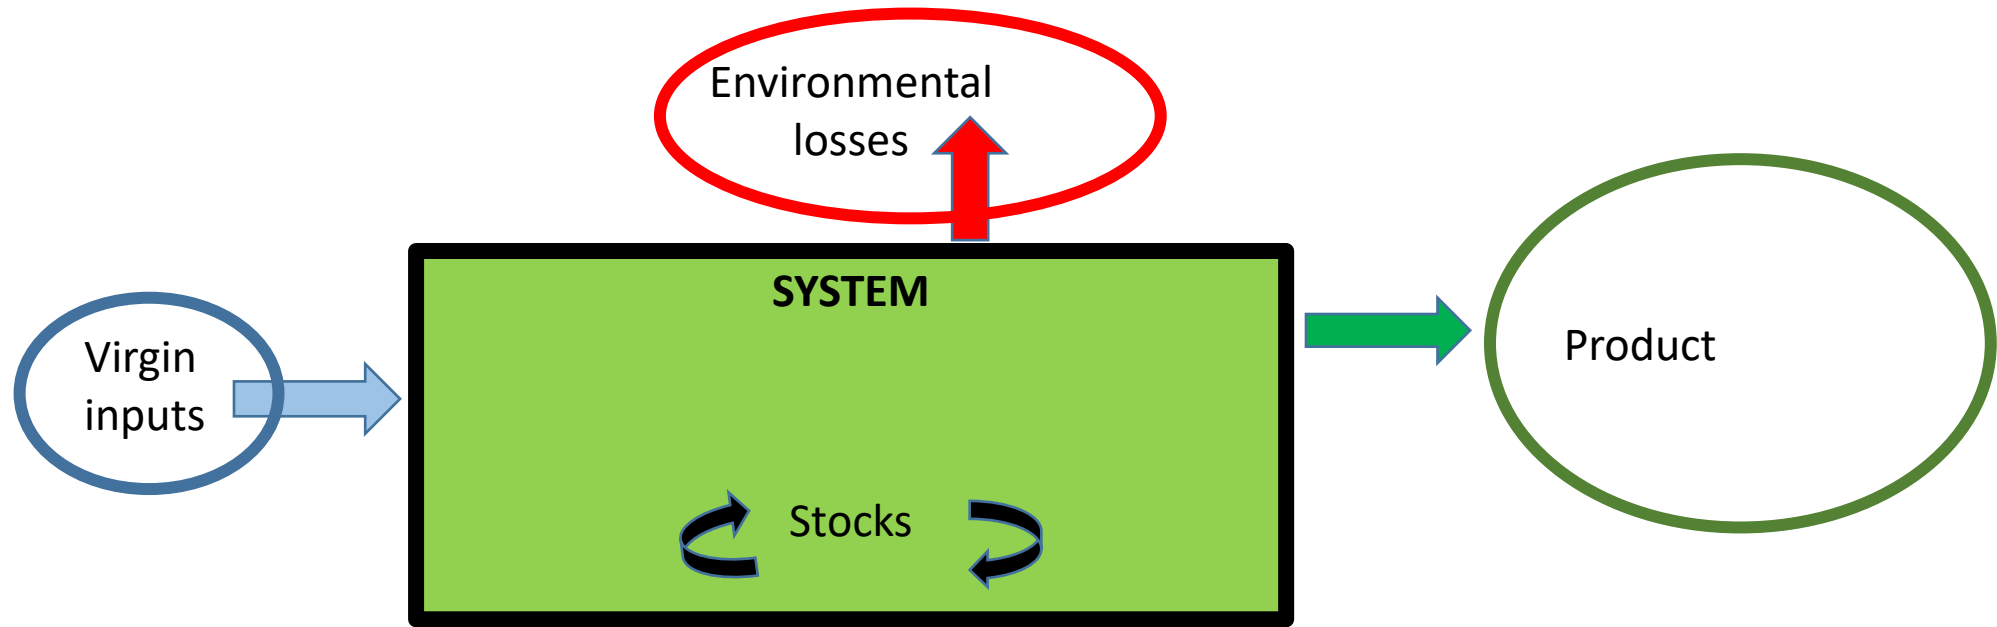 Environmental
losses
SYSTEM
Virgin
inputs
Product
Stocks